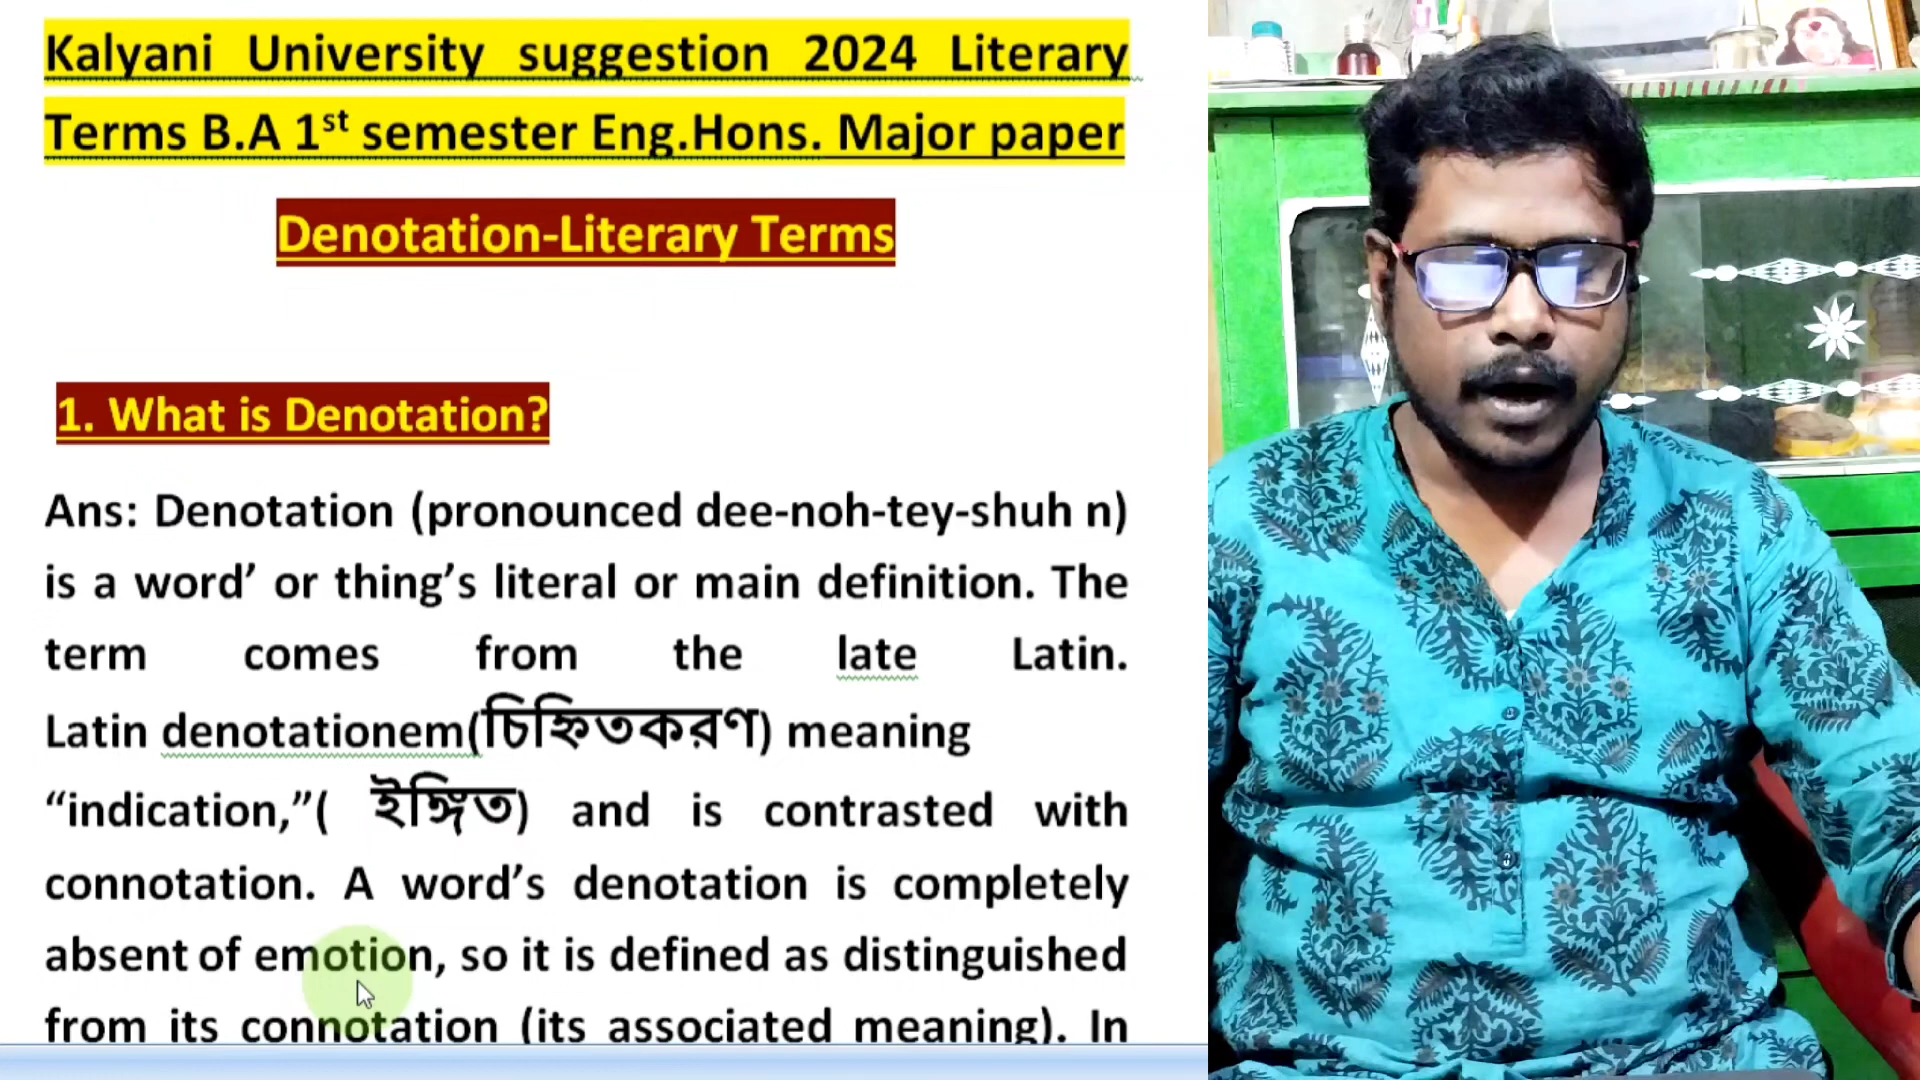 Kalyani University suggestion 2024 Literary
Terms B.A 1st semester Eng.Hons. Major paper
Denotation-Literary Terms
1. What is Denotation?
Ans: Denotation (pronounced dee-noh-tey-shuh n)
is a word’ or thing’s literal or main definition. The
term comes from the late Latin.
Latin denotationem(চিহ্নিতকরণ) meaning
“indication,”( ইঙ্গিত) and is contrasted with
connotation. A word’s denotation is completely
absent of emotion, so it is defined as distinguished
from its connotation (its associated meaning). In